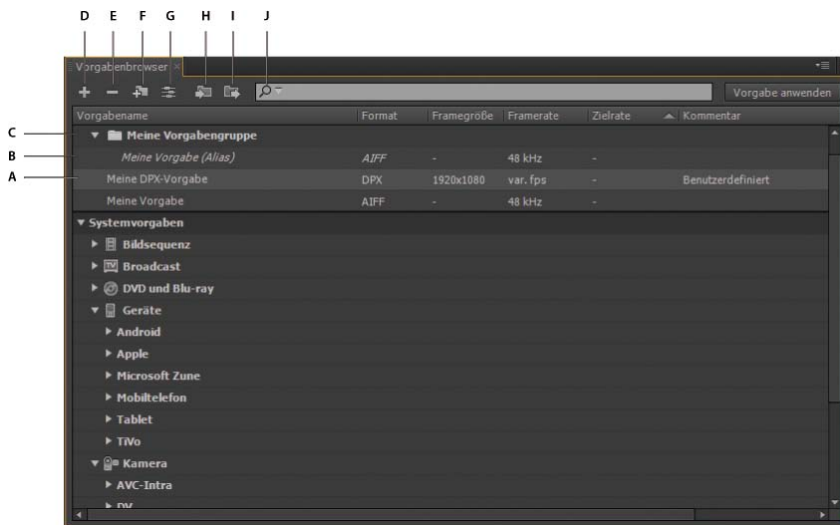 D E F G H I J
Vorgabenbrowser
Vorgabe anwenden
Vorgabename Format Framegröße Framerate Zielrate Kommentar
C Meine Vorgabengruppe
B Meine Vorgabe (Alias) AIFF - 48 kHz -
A Meine DPX-Vorgabe DPX 1920x1080 var. fps - Benutzerdefiniert
Meine Vorgabe AIFF - 48 kHz -
Systemvorgaben
Bildsequenz
TV Broadcast
DVD und Blu-ray
Geräte
Android
Apple
Microsoft Zune
Mobiltelefon
Tablet
TiVo
Kamera
AVC-Intra
DV